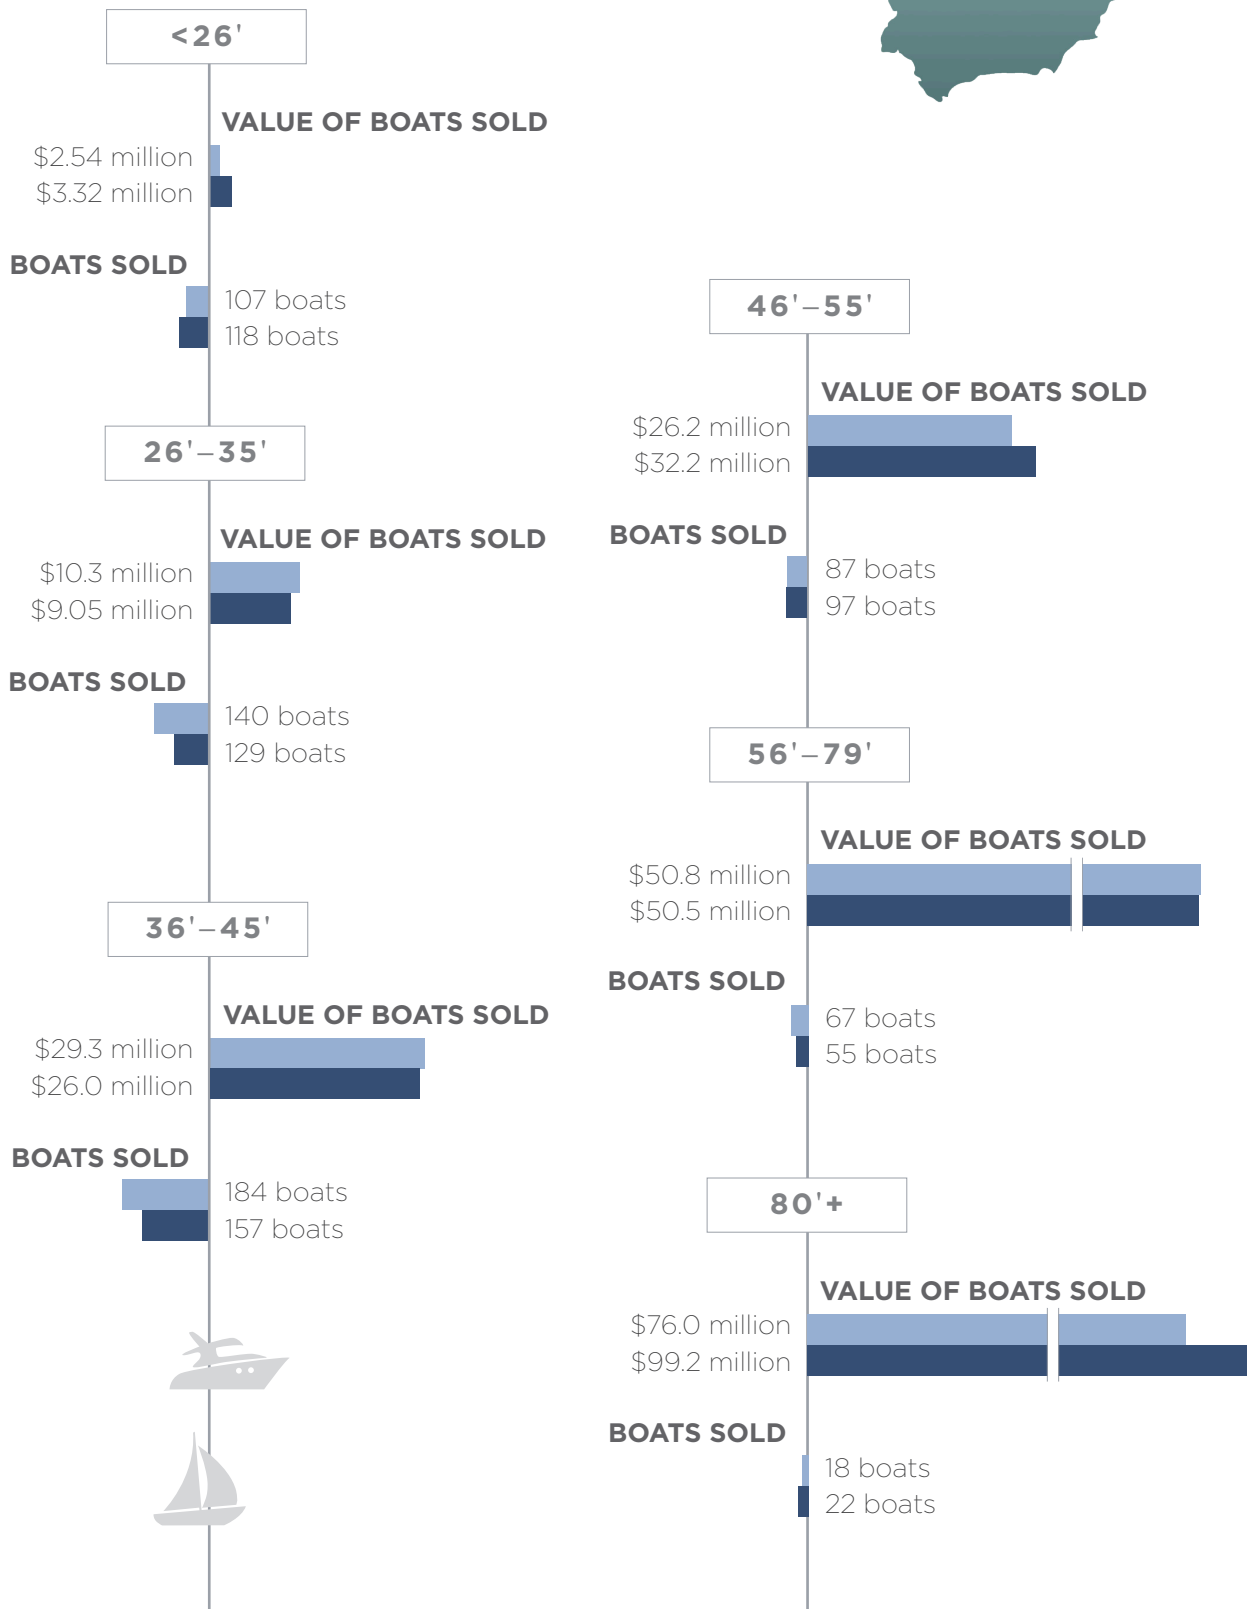 <26'
VALUE OF BOATS SOLD
$2.54 million
$3.32 million
BOATS SOLD
107 boats
118 boats
26'–35'
VALUE OF BOATS SOLD
$10.3 million
$9.05 million
BOATS SOLD
140 boats
129 boats
36'–45'
VALUE OF BOATS SOLD
$29.3 million
$26.0 million
BOATS SOLD
184 boats
157 boats
46'–55'
VALUE OF BOATS SOLD
$26.2 million
$32.2 million
BOATS SOLD
87 boats
97 boats
56'–79'
VALUE OF BOATS SOLD
$50.8 million
$50.5 million
BOATS SOLD
67 boats
55 boats
80'+
VALUE OF BOATS SOLD
$76.0 million
$99.2 million
BOATS SOLD
18 boats
22 boats